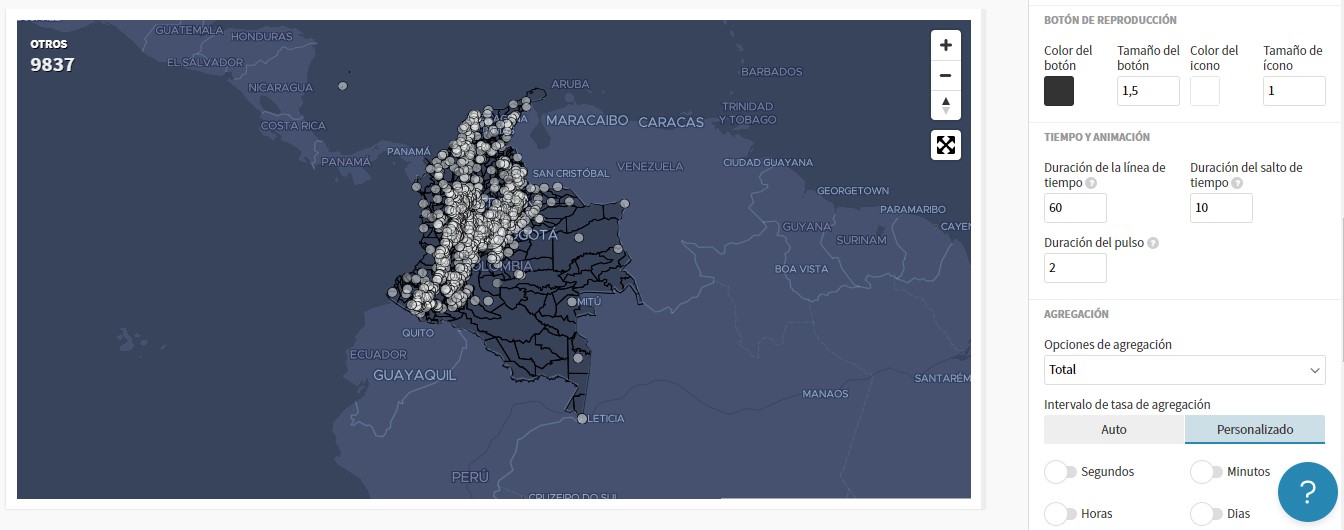 GUATEMALA
HONDURAS
OTROS
9837
EL SALVADOR
NICARAGUA
COSTA RICA
PANAMÁ
PANAMÁ
ARUBA
BARBADOS
MARACAIBO
CARACAS
TRINIDAD
Y TOBAGO
SAN CRISTÓBAL
VENEZUELA
CIUDAD GUAYANA
GEORGETOWN
PARAMARIBO
GUYANA
CAYEN
SURINAM
GOTÁ
OLOMBIA
BOA VISTA
MITÚ
QUITO
ECUADOR
GUAYAQUIL
SANTARÉM
MANAOS
LETICIA
PERÚ
CRUZEIRO DO SUL
BOTÓN DE REPRODUCCIÓN
Color del botón
Tamaño del botón
Color del icono
Tamaño de ícono
1,5
1
TIEMPO Y ANIMACIÓN
Duración de la línea de tiempo ?
Duración del salto de tiempo ?
60
10
Duración del pulso ?
2
AGREGACIÓN
Opciones de agregación
Total
Intervalo de tasa de agregación
Auto
Personalizado
Segundos
Minutos
Horas
Dias
?